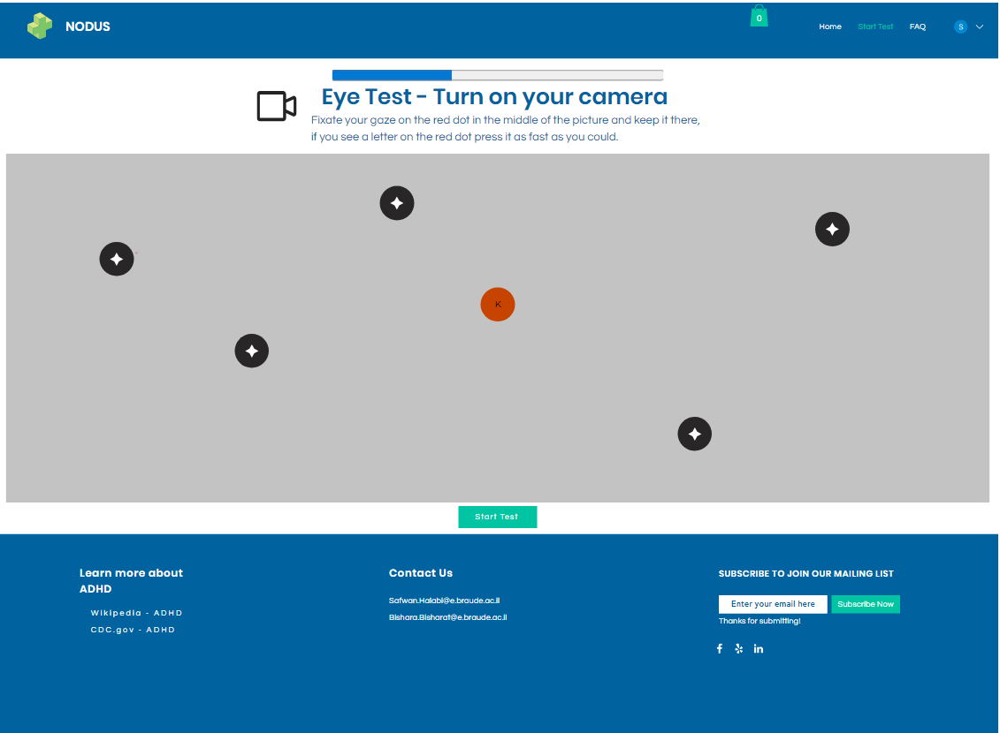 NODUS
0
Home
Start Test
FAQ
S
Eye Test - Turn on your camera
Fixate your gaze on the red dot in the middle of the picture and keep it there,
if you see a letter on the red dot press it as fast as you could.
K
Start Test
Learn more about
ADHD
Wikipedia - ADHD
CDC.gov - ADHD
Contact Us
Safwan.Halabi@e.braude.ac.il
Bishara.Bisharat@e.braude.ac.il
SUBSCRIBE TO JOIN OUR MAILING LIST
Enter your email here
Subscribe Now
Thanks for submitting!